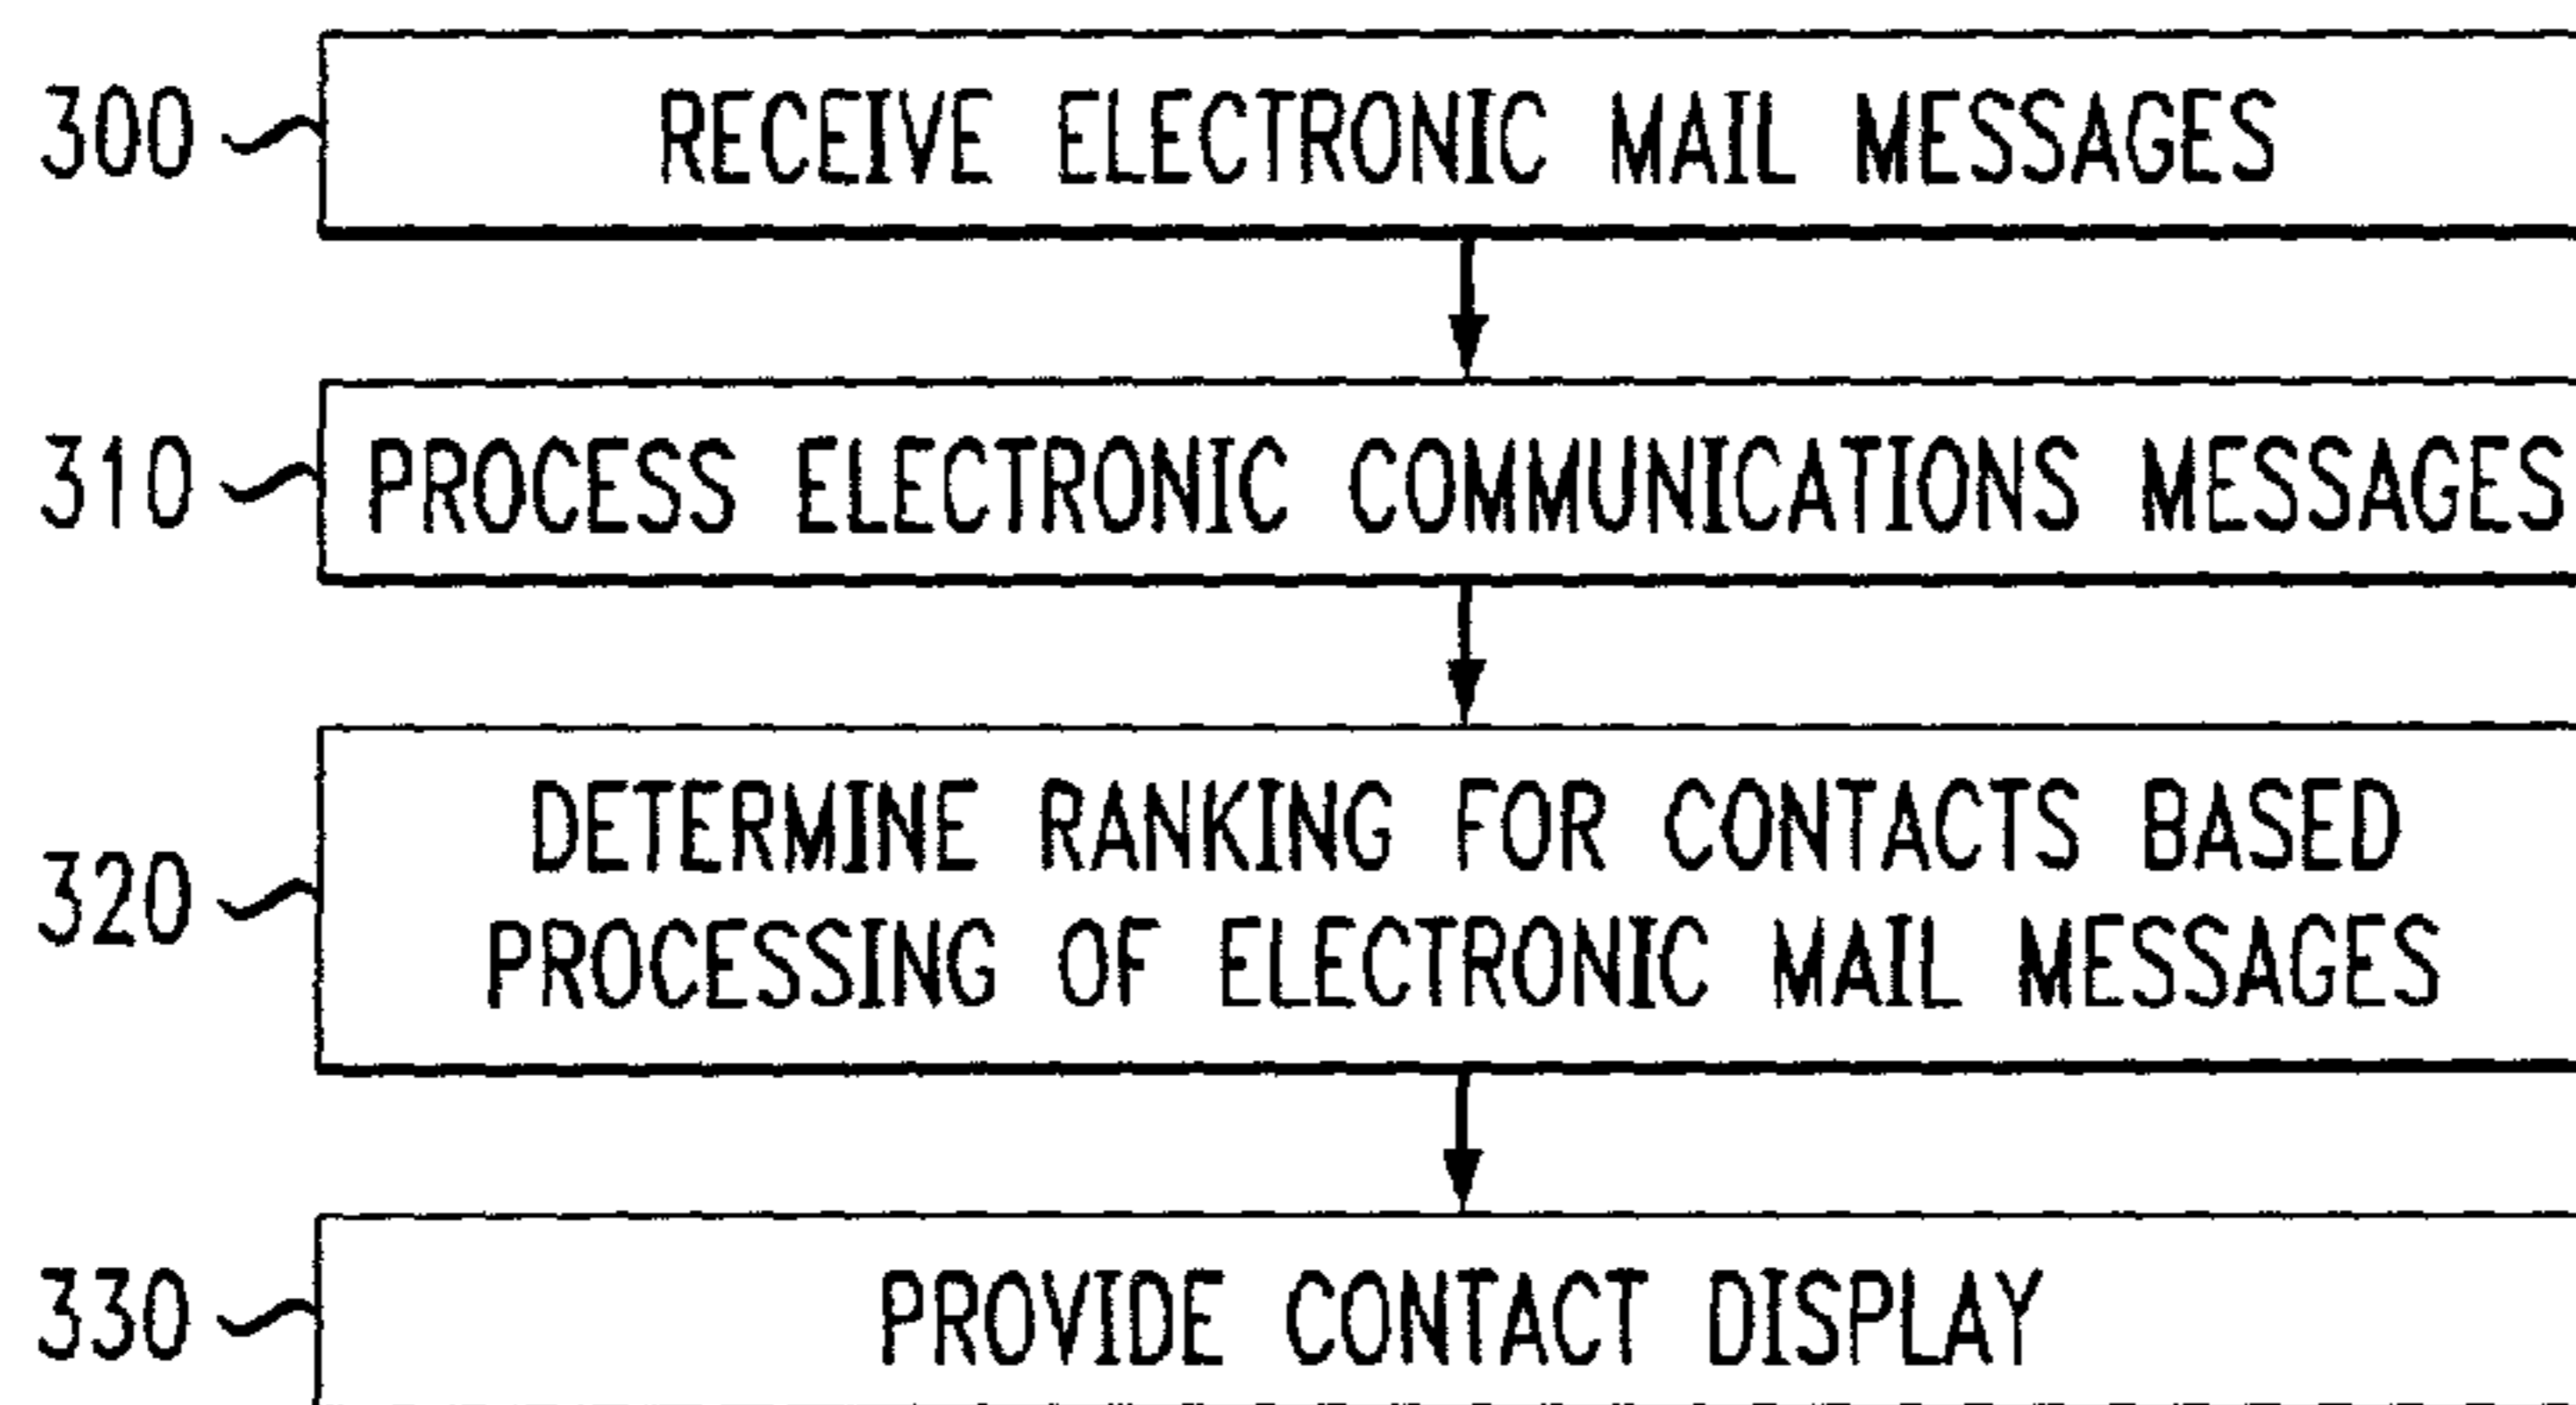 300
RECEIVE ELECTRONIC MAIL MESSAGES
310
PROCESS ELECTRONIC COMMUNICATIONS MESSAGES
320
DETERMINE RANKING FOR CONTACTS BASED
PROCESSING OF ELECTRONIC MAIL MESSAGES
330
PROVIDE CONTACT DISPLAY